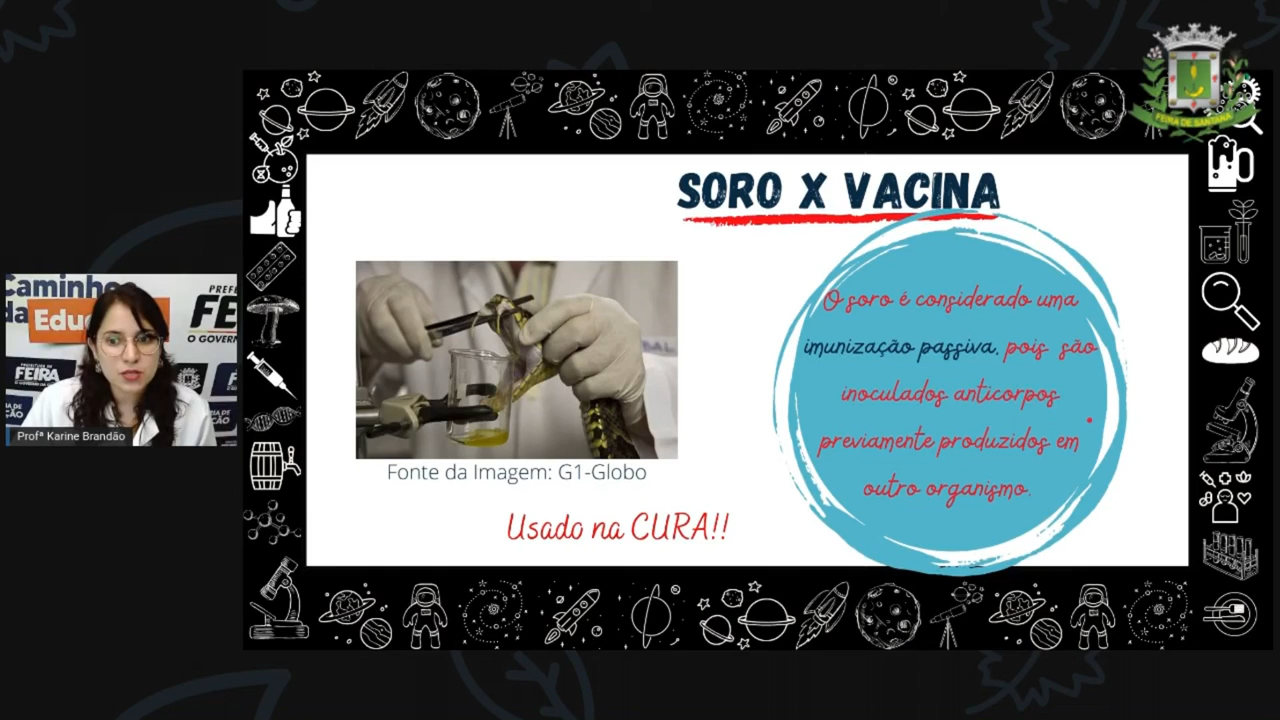 FEIRA DE SANTANA
SORO X VACINA
O soro é considerado uma
imunização passiva, pois são
inoculados anticorpos
previamente produzidos em
outro organismo.
Fonte da Imagem: G1-Globo
Usado na CURA!!
Caminhos
da
Educ
PREFE
FE
O GOVERN
FEIRA
Profª Karine Brandão